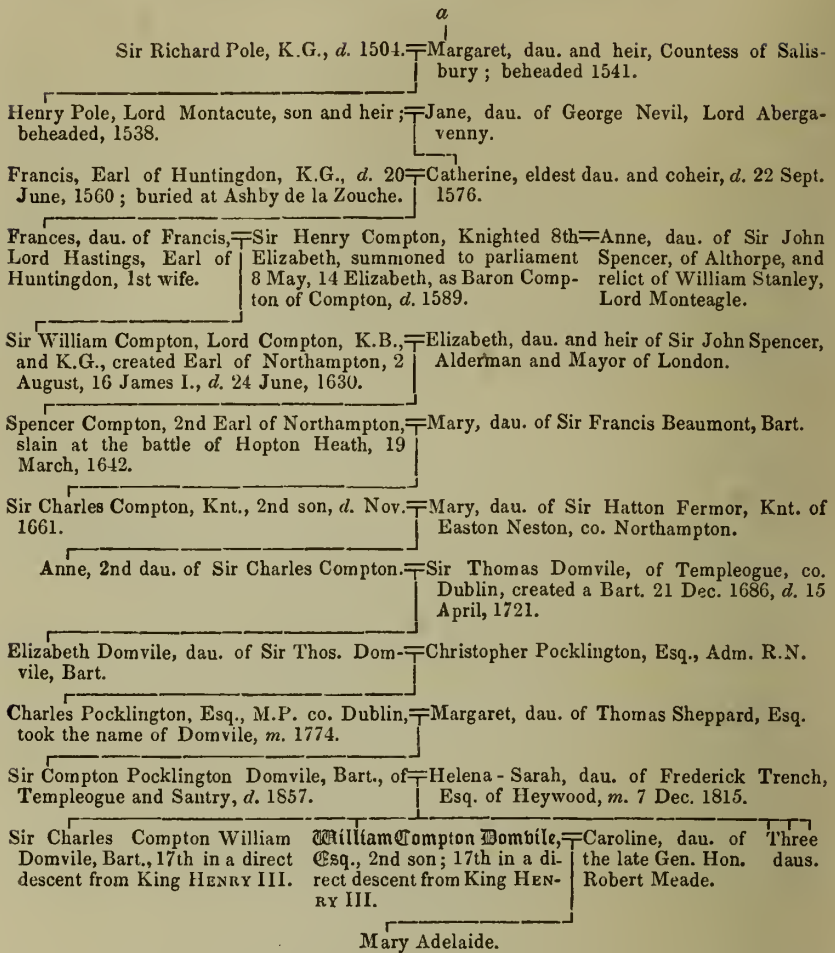 a
Sir Richard Pole, K.G., d. 1504.
Margaret, dau. and heir, Countess of Salis-
bury ; beheaded 1541.
Henry Pole, Lord Montacute, son and heir ;
beheaded, 1538.
Jane, dau. of George Nevil, Lord Aberga-
venny.
Francis, Earl of Huntingdon, K.G., d. 20
June, 1560 ; buried at Ashby de la Zouche.
Catherine, eldest dau. and coheir, d. 22 Sept.
1576.
Frances, dau. of Francis,
Lord Hastings, Earl of
Huntingdon, 1st wife.
Sir Henry Compton, Knighted 8th
Elizabeth, summoned to parliament
8 May, 14 Elizabeth, as Baron Comp-
ton of Compton, d. 1589.
Anne, dau. of Sir John
Spencer, of Althorpe, and
relict of William Stanley,
Lord Monteagle.
Sir William Compton, Lord Compton, K.B.,
and K.G., created Earl of Northampton, 2
August, 16 James I., d. 24 June, 1630.
Elizabeth, dau. and heir of Sir John Spencer,
Alderman and Mayor of London.
Spencer Compton, 2nd Earl of Northampton,
slain at the battle of Hopton Heath, 19
March, 1642.
Mary, dau. of Sir Francis Beaumont, Bart.
Sir Charles Compton, Knt., 2nd son, d. Nov.
1661.
Mary, dau. of Sir Hatton Fermor, Knt. of
Easton Neston, co. Northampton.
Anne, 2nd dau. of Sir Charles Compton.
Sir Thomas Domvile, of Templeogue, co.
Dublin, created a Bart. 21 Dec. 1686, d. 15
April, 1721.
Elizabeth Domvile, dau. of Sir Thos. Dom-
vile, Bart.
Christopher Pocklington, Esq., Adm. R.N.
Charles Pocklington, Esq., M.P. co. Dublin,
took the name of Domvile, m. 1774.
Margaret, dau. of Thomas Sheppard, Esq.
Sir Compton Pocklington Domvile, Bart., of
Templeogue and Santry, d. 1857.
Helena - Sarah, dau. of Frederick Trench,
Esq. of Heywood, m. 7 Dec. 1815.
Sir Charles Compton William
Domvile, Bart., 17th in a direct
descent from King HENRY III.
William Compton Domvile,
Esq., 2nd son ; 17th in a di-
rect descent from King HEN-
RY III.
Caroline, dau. of
the late Gen. Hon.
Robert Meade.
Three
daus.
Mary Adelaide.